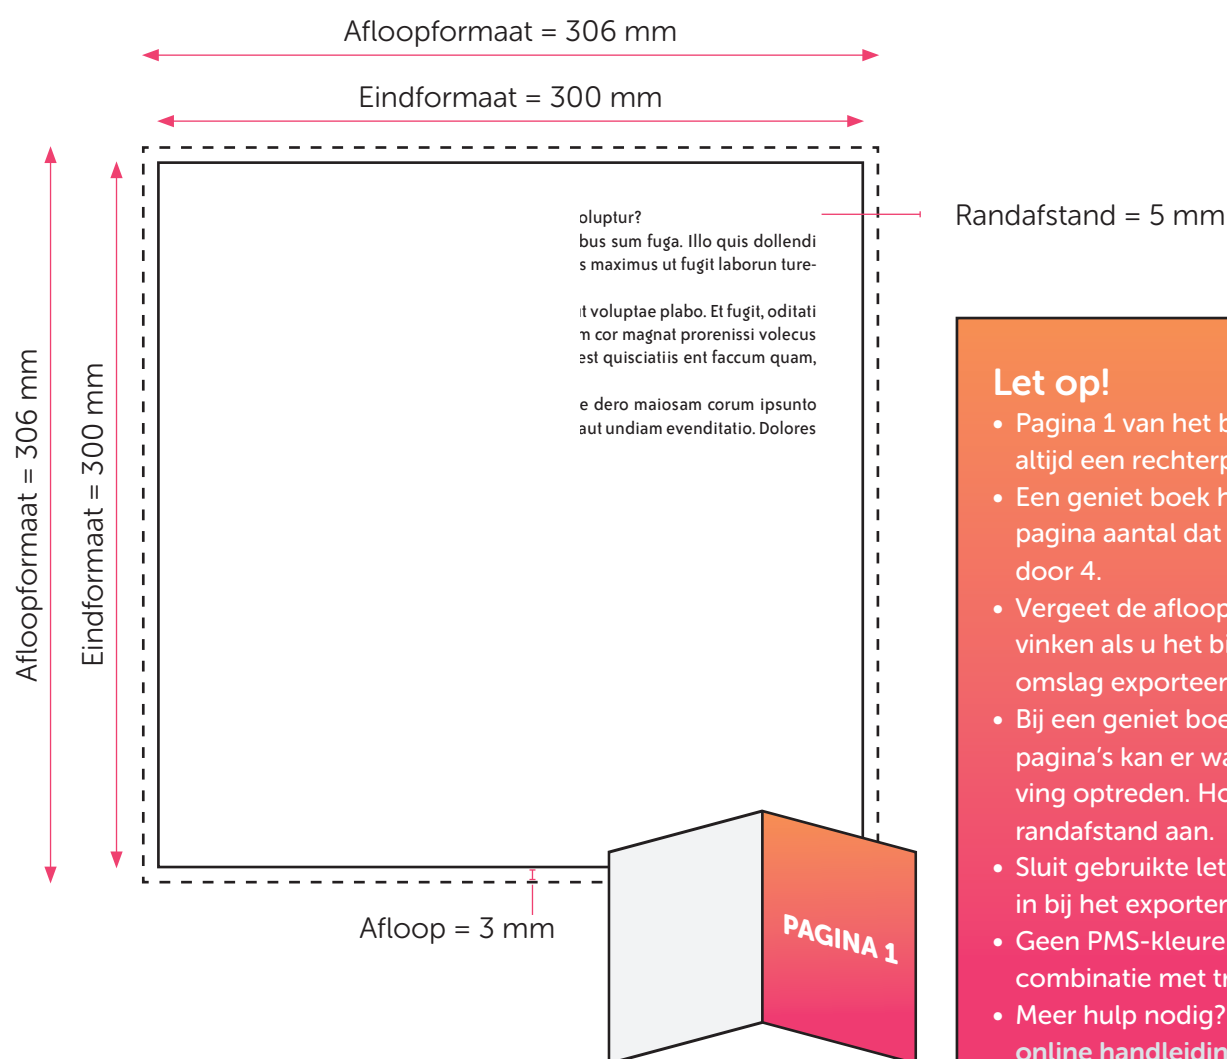 Afloopformaat = 306 mm
Eindformaat = 300 mm
Afloopformaat = 306 mm
Eindformaat = 300 mm
oluptur?
bus sum fuga. Illo quis dollendi
s maximus ut fugit laborun ture-
t voluptae plabo. Et fugit, oditati
m cor magnat prorenissi volecus
est quisciatiis ent faccum quam,
e dero maiosam corum ipsunto
aut undiam evenditatio. Dolores
Randafstand = 5 mm
Let op!
• Pagina 1 van het b
altijd een rechterp
• Een geniet boek h
pagina aantal dat
door 4.
• Vergeet de afloop
vinken als u het bi
omslag exporteer
• Bij een geniet boe
pagina's kan er wa
ving optreden. Ho
randafstand aan.
• Sluit gebruikte let
in bij het exporter
• Geen PMS-kleure
combinatie met tr
• Meer hulp nodig?
online handleidin
Afloop = 3 mm
PAGINA 1